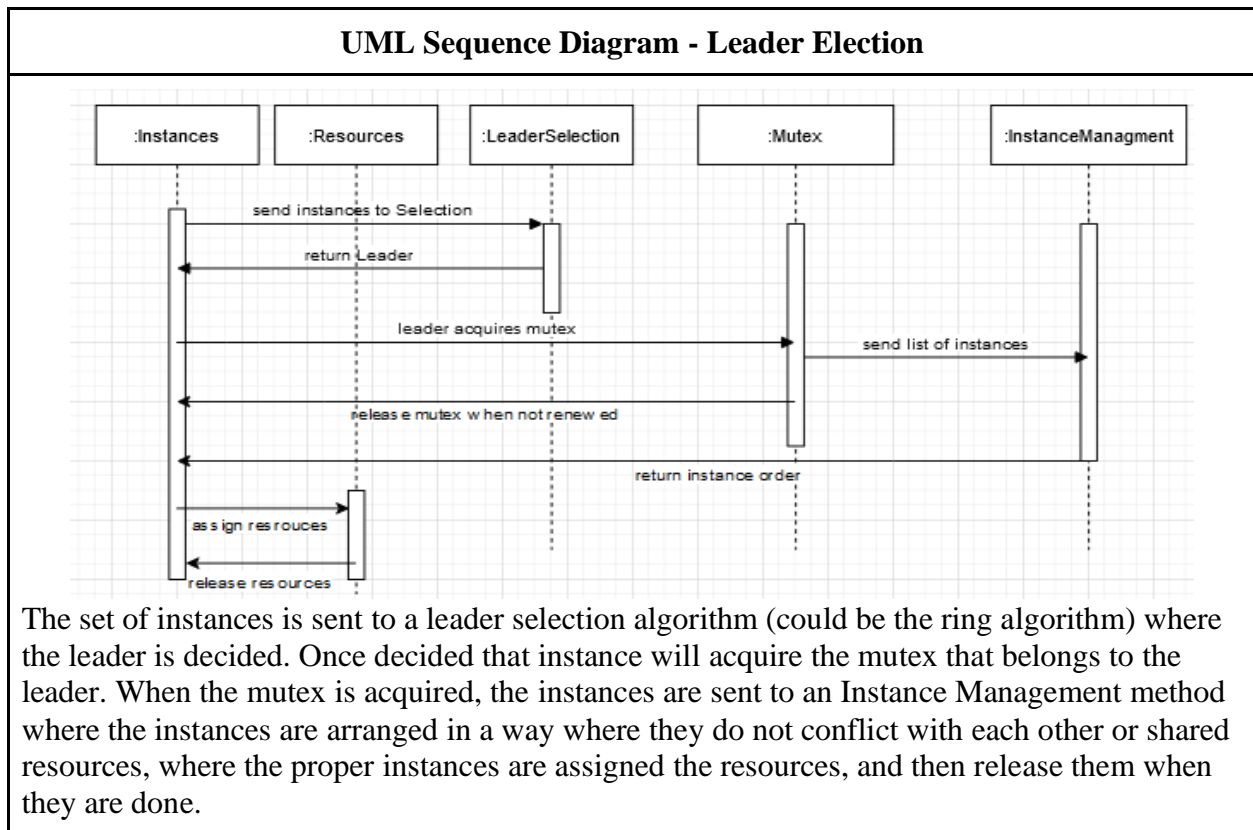 UML Sequence Diagram - Leader Election
:Instances
:Resources
:LeaderSelection
:Mutex
:InstanceManagment
send instances to Selection
return Leader
leader acquires mutex
send list of instances
release mutex when not renewed
return instance order
assign resrouces
release resources
The set of instances is sent to a leader selection algorithm (could be the ring algorithm) where
the leader is decided. Once decided that instance will acquire the mutex that belongs to the
leader. When the mutex is acquired, the instances are sent to an Instance Management method
where the instances are arranged in a way where they do not conflict with each other or shared
resources, where the proper instances are assigned the resources, and then release them when
they are done.